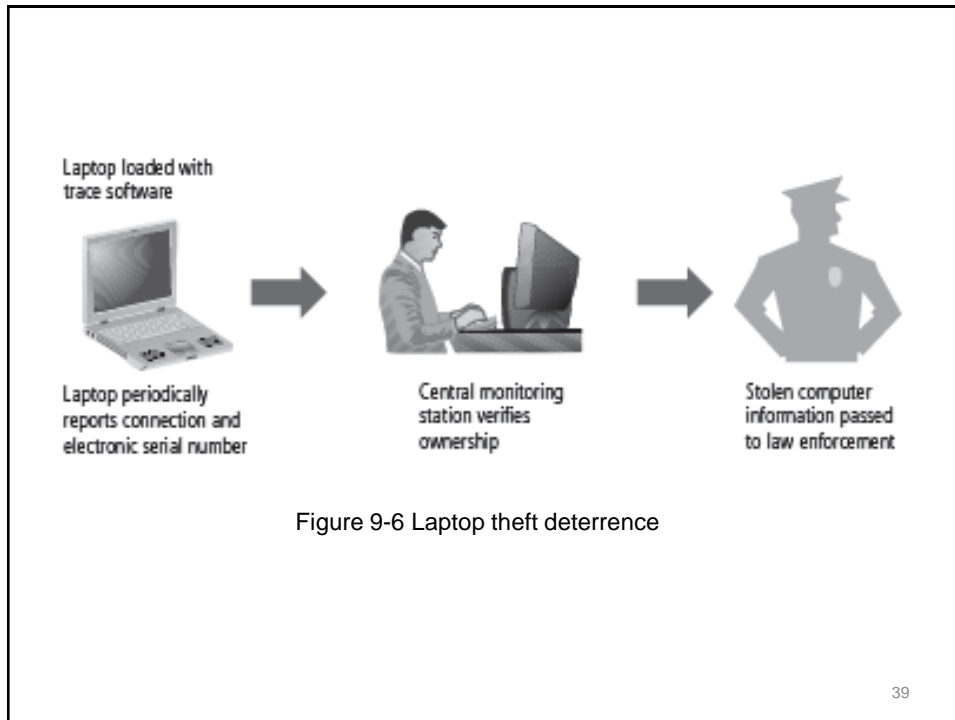 Laptop loaded with
trace software
Laptop periodically
reports connection and
electronic serial number
Central monitoring
station verifies
ownership
Stolen computer
information passed
to law enforcement
Figure 9-6 Laptop theft deterrence
39